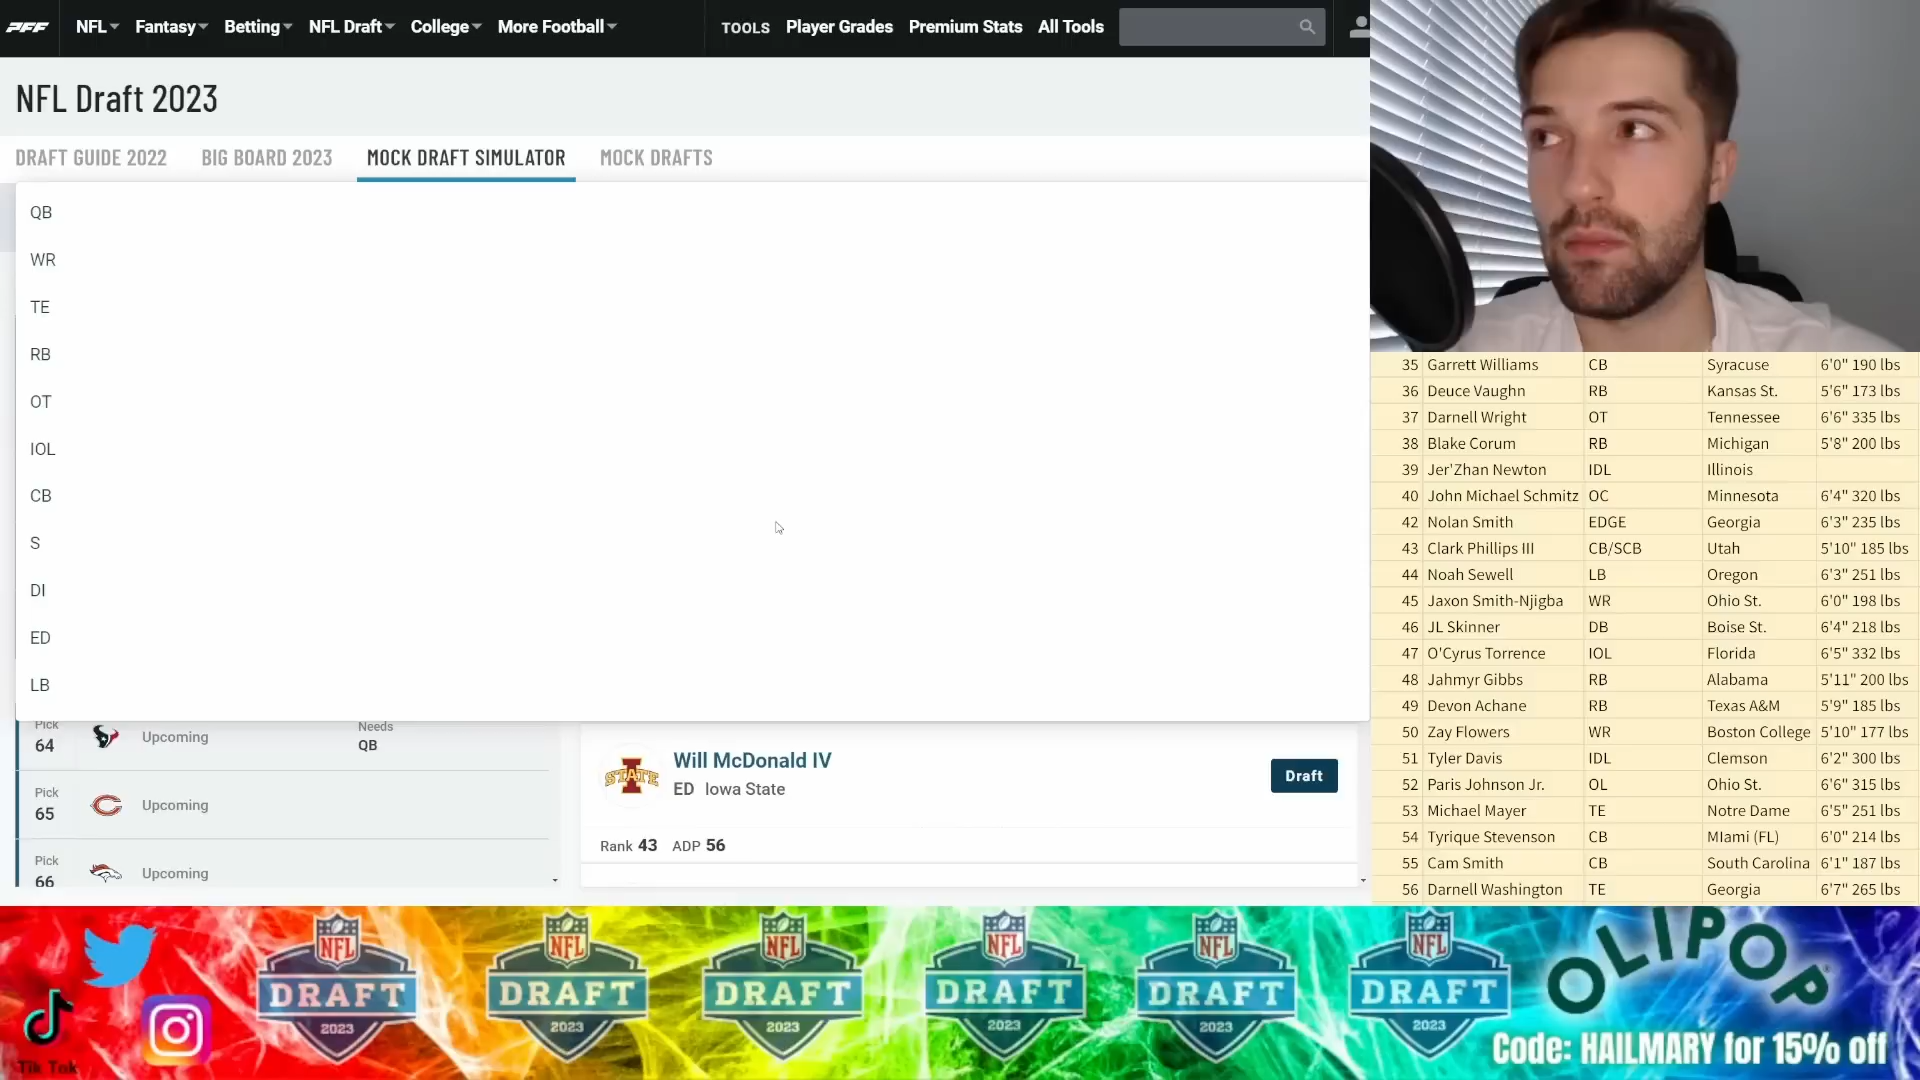 PFF NFL Fantasy Betting NFL Draft College More Football TOOLS Player Grades Premium Stats All Tools
NFL Draft 2023
DRAFT GUIDE 2022 BIG BOARD 2023 MOCK DRAFT SIMULATOR MOCK DRAFTS
QB
WR
TE
RB
OT
IOL
CB
S
DI
ED
LB
Pick
64
Upcoming
Needs
QB
Pick
65
Upcoming
Pick
66
Upcoming
STATE
Will McDonald IV
ED Iowa State
Draft
Rank 43 ADP 56
35 Garrett Williams CB Syracuse 6'0" 190 lbs
36 Deuce Vaughn RB Kansas St. 5'6" 173 lbs
37 Darnell Wright OT Tennessee 6'6" 335 lbs
38 Blake Corum RB Michigan 5'8" 200 lbs
39 Jer'Zhan Newton IDL Illinois
40 John Michael Schmitz OC Minnesota 6'4" 320 lbs
42 Nolan Smith EDGE Georgia 6'3" 235 lbs
43 Clark Phillips III CB/SCB Utah 5'10" 185 lbs
44 Noah Sewell LB Oregon 6'3" 251 lbs
45 Jaxon Smith-Njigba WR Ohio St. 6'0" 198 lbs
46 JL Skinner DB Boise St. 6'4" 218 lbs
47 O'Cyrus Torrence IOL Florida 6'5" 332 lbs
48 Jahmyr Gibbs RB Alabama 5'11" 200 lbs
49 Devon Achane RB Texas A&M 5'9" 185 lbs
50 Zay Flowers WR Boston College 5'10" 177 lbs
51 Tyler Davis IDL Clemson 6'2" 300 lbs
52 Paris Johnson Jr. OL Ohio St. 6'6" 315 lbs
53 Michael Mayer TE Notre Dame 6'5" 251 lbs
54 Tyrique Stevenson CB MIami (FL) 6'0" 214 lbs
55 Cam Smith CB South Carolina 6'1" 187 lbs
56 Darnell Washington TE Georgia 6'7" 265 lbs
Tik Tok
NFL DRAFT 2023
NFL DRAFT 2023
NFL DRAFT 2023
NFL DRAFT 2023
NFL DRAFT 2023
NFL DRAFT 2023
OLIPOP
Code: HAILMARY for 15% off